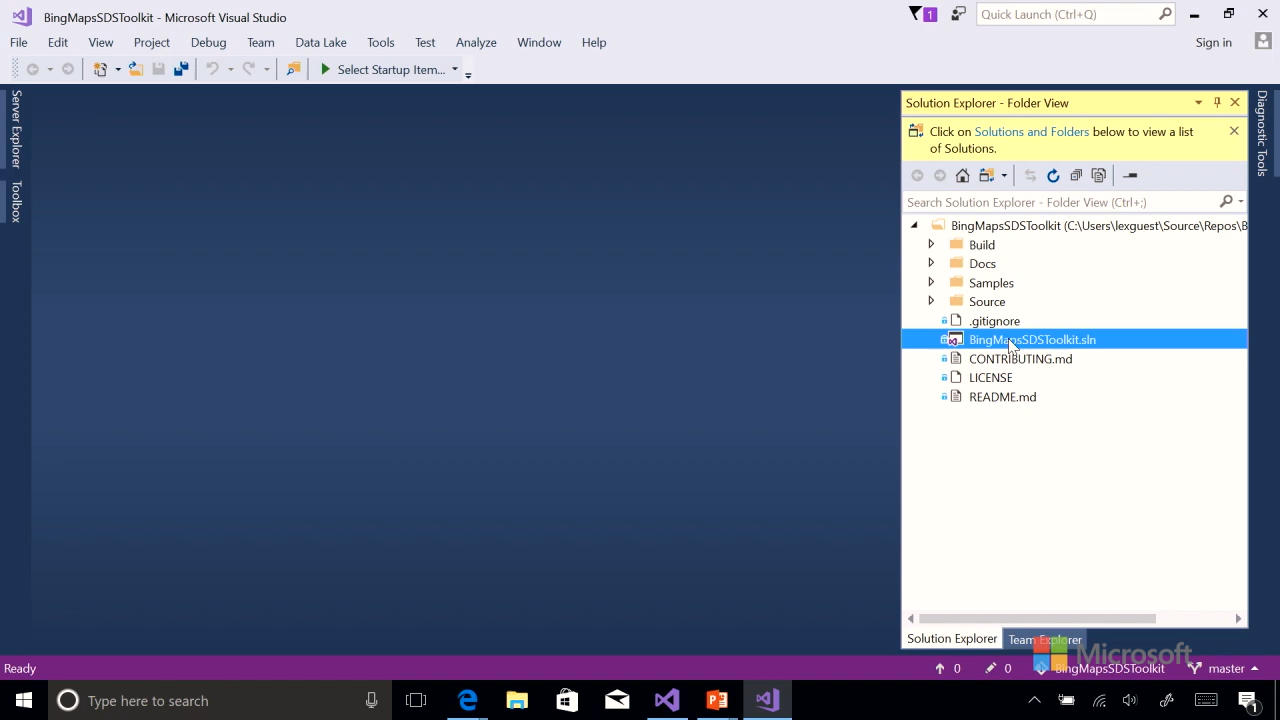 BingMapsSDSToolkit - Microsoft Visual Studio
1
Quick Launch (Ctrl+Q)
File Edit View Project Debug Team Data Lake Tools Test Analyze Window Help
Sign in
Select Startup Item...
Server Explorer
Toolbox
Solution Explorer - Folder View
Click on Solutions and Folders below to view a list
of Solutions.
Search Solution Explorer - Folder View (Ctrl+;)
BingMapsSDSToolkit (C:\Users\lexguest\Source\Repos\B
Build
Docs
Samples
Source
.gitignore
BingMapsSDSToolkit.sln
CONTRIBUTING.md
LICENSE
README.md
Diagnostic Tools
Solution Explorer Team Explorer
Microsoft
Ready
0 0 BingMapsSDSToolkit master
Type here to search
1